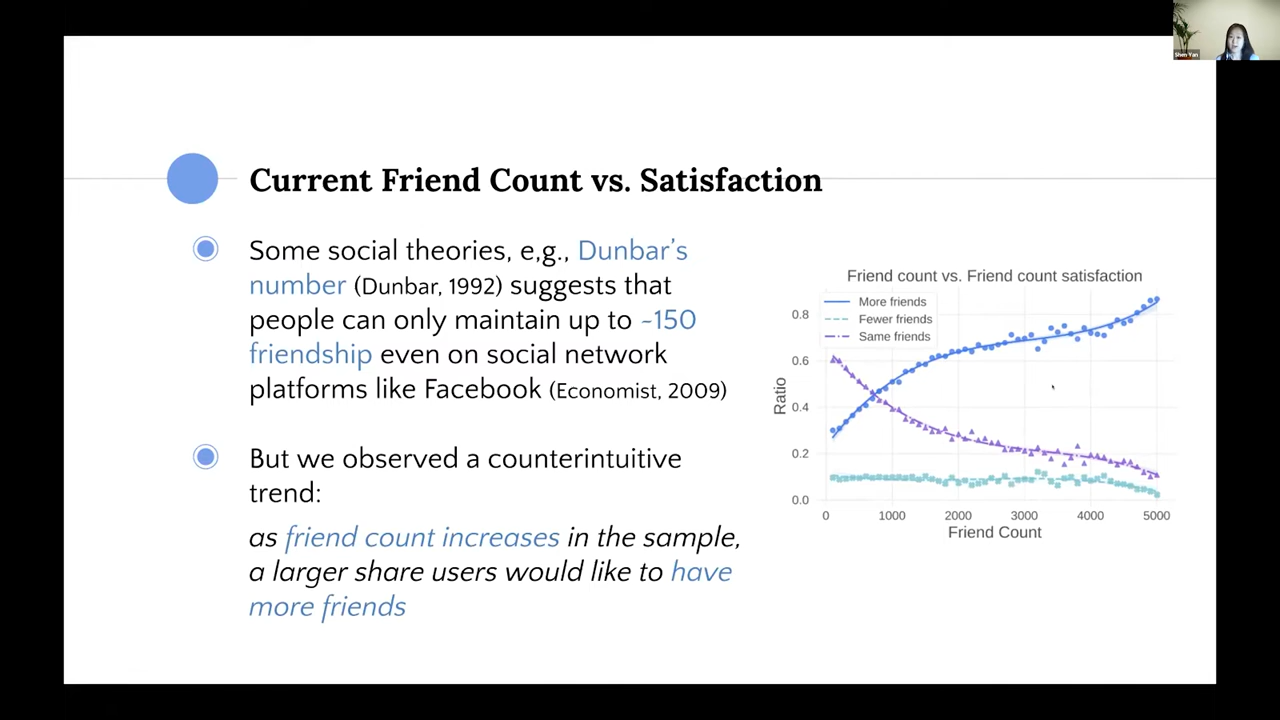 Shen Yan
Current Friend Count vs. Satisfaction
Some social theories, e,g., Dunbar's
number (Dunbar, 1992) suggests that
people can only maintain up to ~150
friendship even on social network
platforms like Facebook (Economist, 2009)
But we observed a counterintuitive
trend:
as friend count increases in the sample,
a larger share users would like to have
more friends
Friend count vs. Friend count satisfaction
More friends
Fewer friends
Same friends
Ratio
0.8
0.6
0.4
0.2
0.0
0 1000 2000 3000 4000 5000
Friend Count